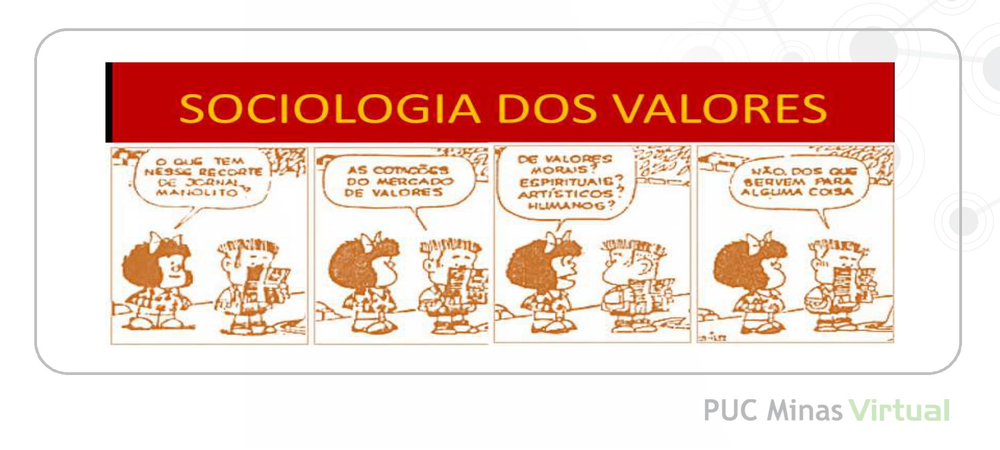 SOCIOLOGIA DOS VALORES
O QUE TEM
NESSE RECORTE
DE JORNAL,
MANOLITO?
AS COTAÇÕES
DO MERCADO
DE VALORES
DE VALORES
MORAIS?
ESPIRITUAIS?
ARTÍSTICOS?
HUMANOS?
NÃO. DOS QUE
SERVEM PARA
ALGUMA COISA
PUC Minas Virtual